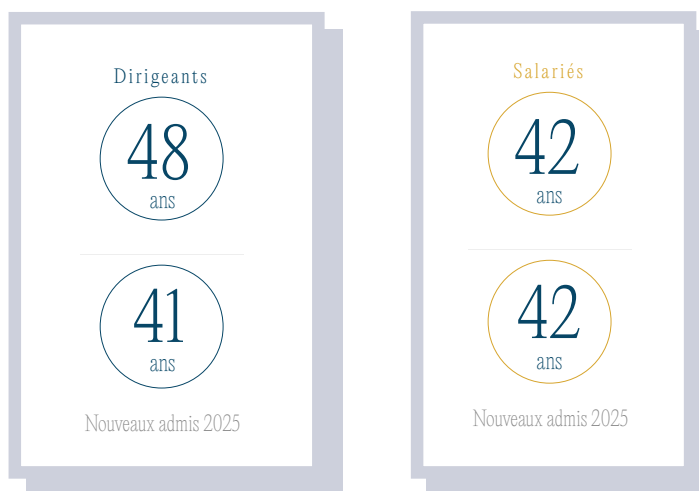 Dirigeants
48
ans
41
ans
Nouveaux admis 2025
Salariés
42
ans
42
ans
Nouveaux admis 2025